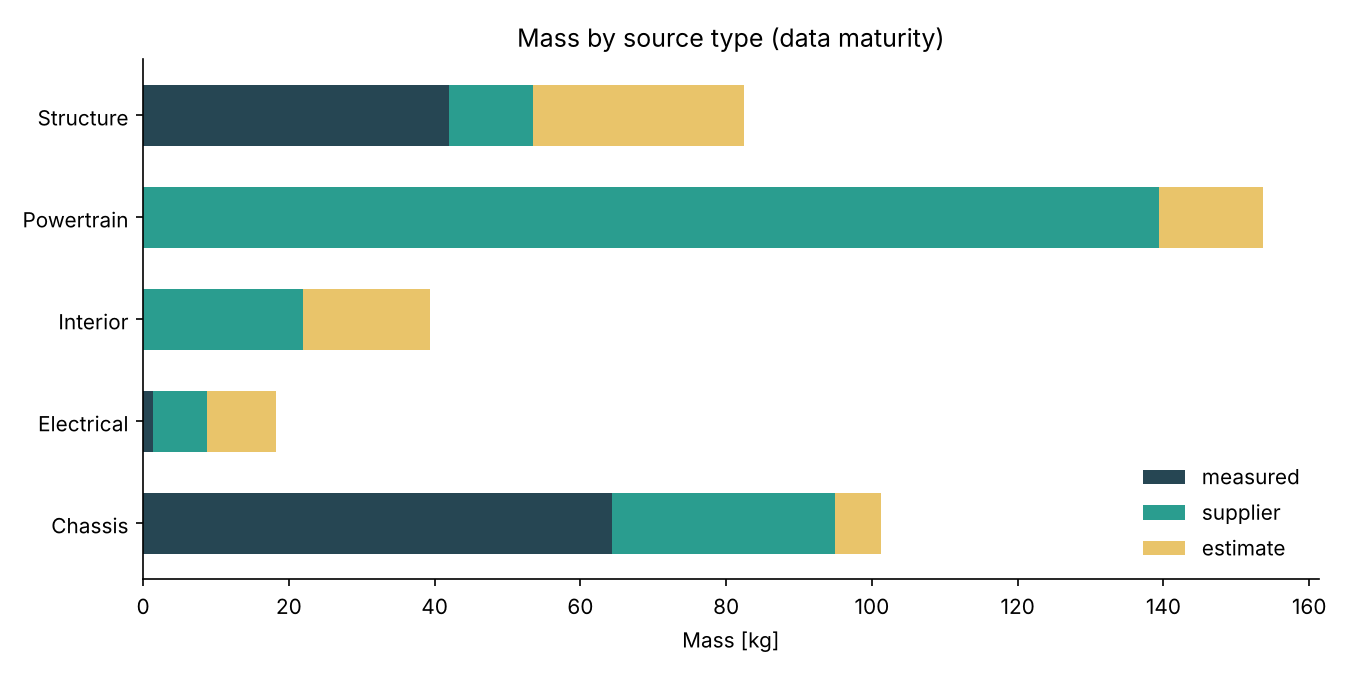 Mass by source type (data maturity)
Structure
Powertrain
Interior
Electrical
Chassis
measured
supplier
estimate
0 20 40 60 80 100 120 140 160
Mass [kg]